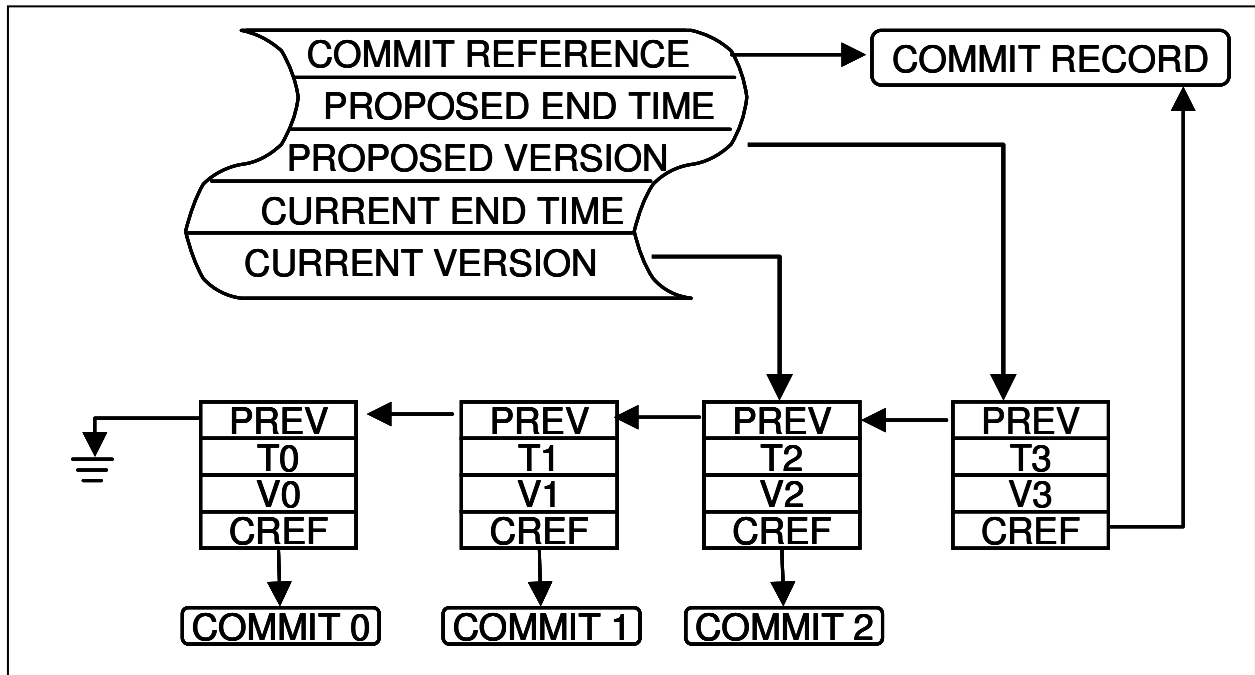 COMMIT REFERENCE
COMMIT RECORD
PROPOSED END TIME
PROPOSED VERSION
CURRENT END TIME
CURRENT VERSION
PREV
T0
V0
CREF
COMMIT 0
PREV
T1
V1
CREF
COMMIT 1
PREV
T2
V2
CREF
COMMIT 2
PREV
T3
V3
CREF